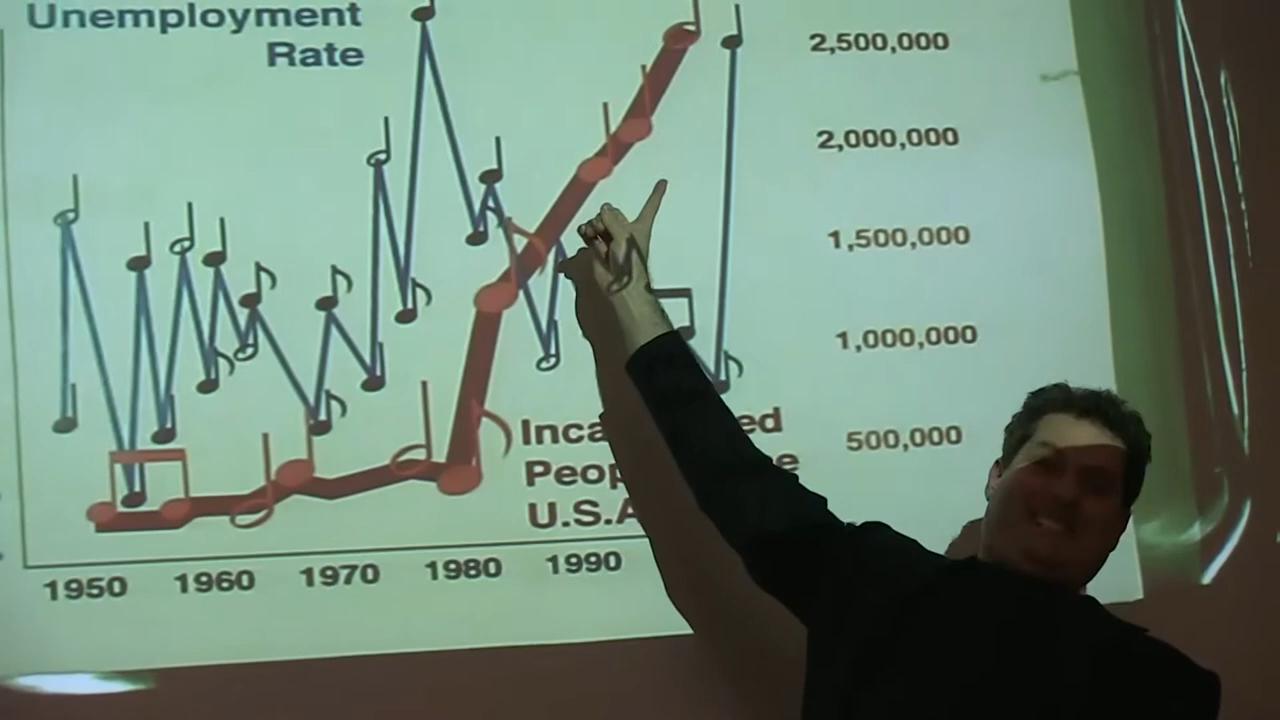 Unemployment
Rate
2,500,000
2,000,000
1,500,000
1,000,000
500,000
Inca ed
Peop e
U.S.A
1950 1960 1970 1980 1990